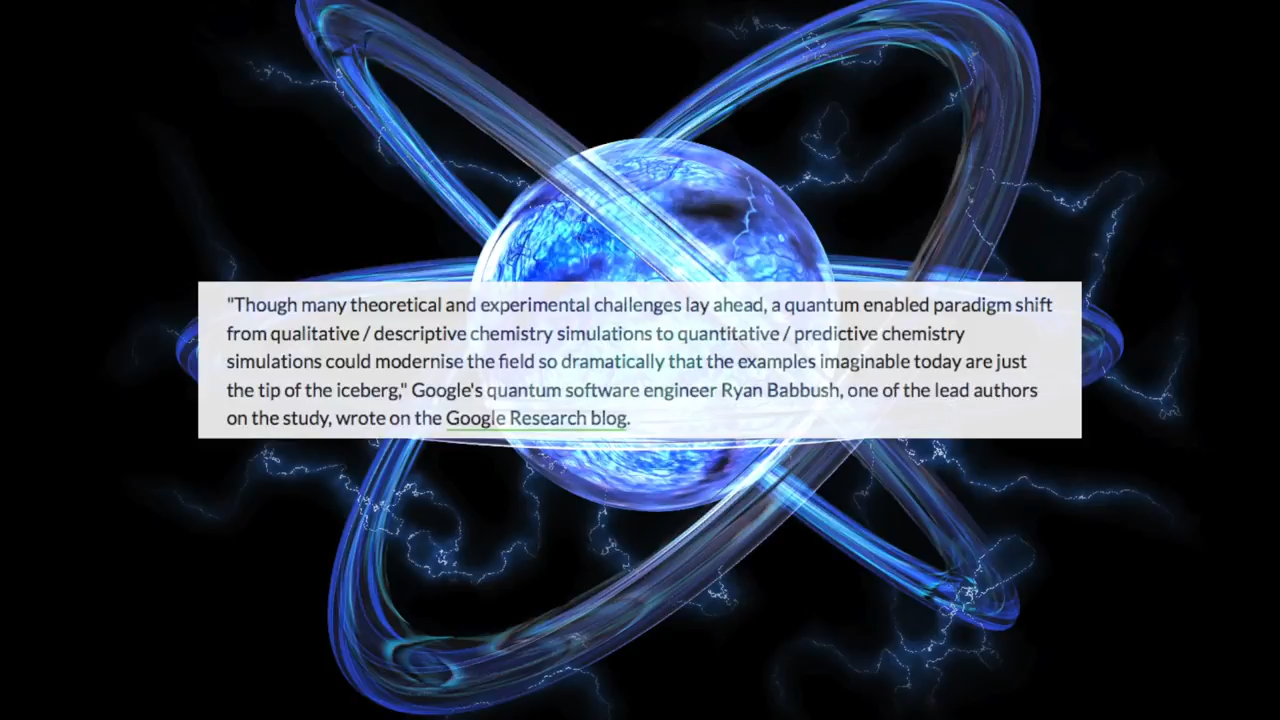 "Though many theoretical and experimental challenges lay ahead, a quantum enabled paradigm shift
from qualitative / descriptive chemistry simulations to quantitative / predictive chemistry
simulations could modernise the field so dramatically that the examples imaginable today are just
the tip of the iceberg," Google's quantum software engineer Ryan Babbush, one of the lead authors
on the study, wrote on the Google Research blog.